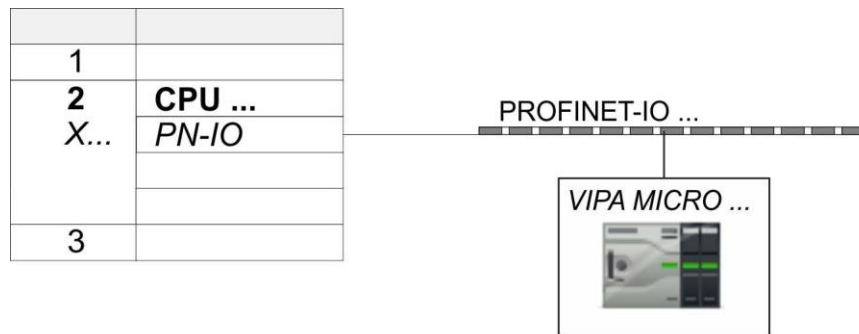 1
2 CPU ...
X... PN-IO
3
PROFINET-IO ...
VIPA MICRO ...